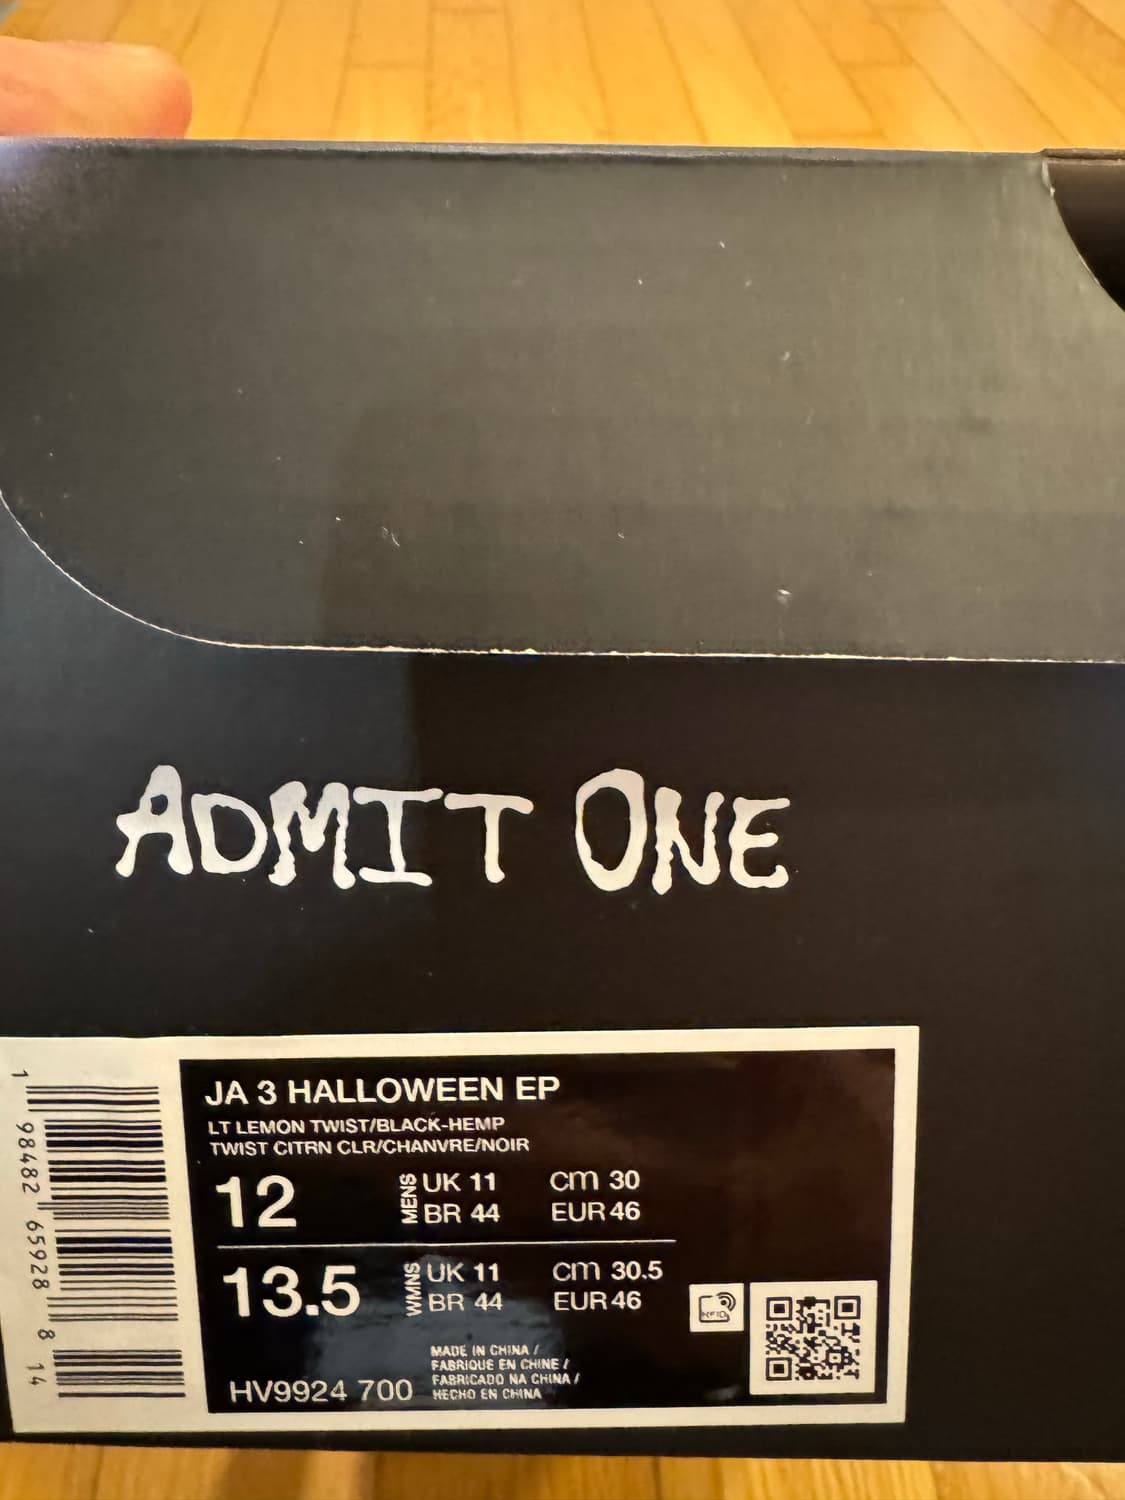 ADMIT ONE
JA 3 HALLOWEEN EP
LT LEMON TWIST/BLACK-HEMP
TWIST CITRN CLR/CHANVRE/NOIR
12 MENS UK 11 cm 30
BR 44 EUR 46
13.5 WMNS UK 11 cm 30.5
BR 44 EUR 46
RFID
MADE IN CHINA /
FABRIQUE EN CHINE /
FABRICADO NA CHINA /
HECHO EN CHINA
HV9924 700
1 98482 65928 8 14